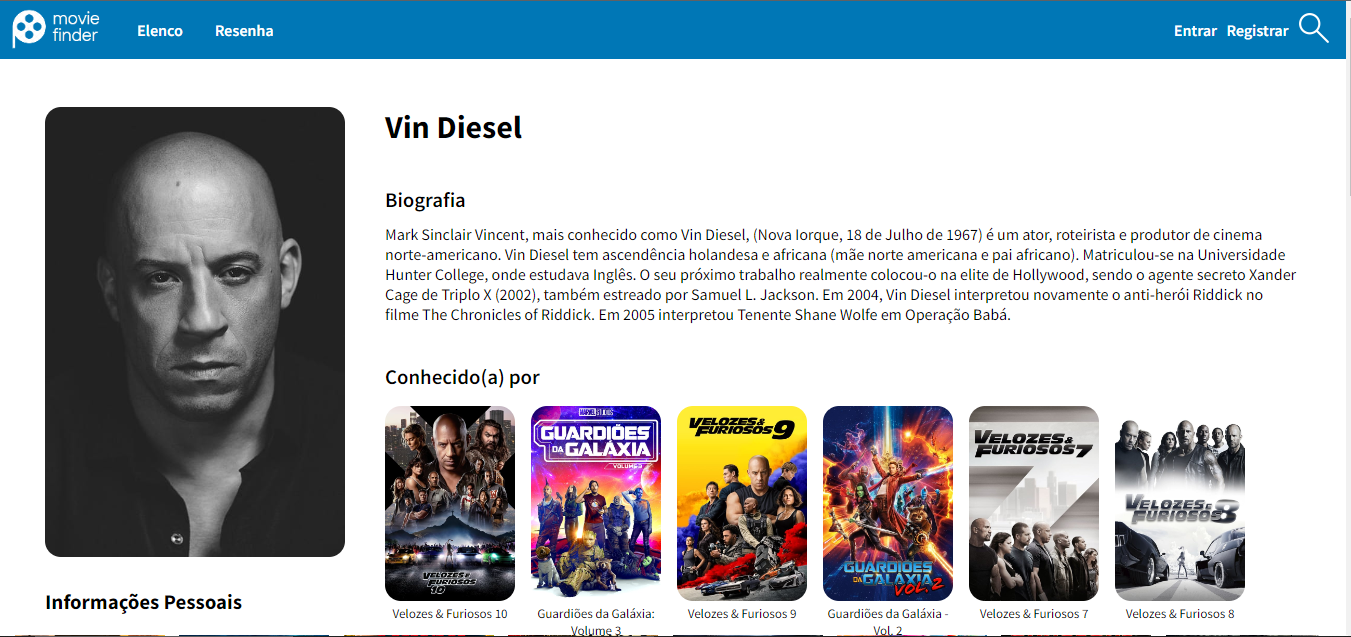 movie
finder
Elenco
Resenha
Entrar
Registrar
Vin Diesel
Biografia
Mark Sinclair Vincent, mais conhecido como Vin Diesel, (Nova Iorque, 18 de Julho de 1967) é um ator, roteirista e produtor de cinema
norte-americano. Vin Diesel tem ascendência holandesa e africana (mãe norte americana e pai africano). Matriculou-se na Universidade
Hunter College, onde estudava Inglês. O seu próximo trabalho realmente colocou-o na elite de Hollywood, sendo o agente secreto Xander
Cage de Triplo X (2002), também estreado por Samuel L. Jackson. Em 2004, Vin Diesel interpretou novamente o anti-herói Riddick no
filme The Chronicles of Riddick. Em 2005 interpretou Tenente Shane Wolfe em Operação Babá.
Conhecido(a) por
VELOZES &
FURIOSOS
10
MARVEL STUDIOS
GUARDIÕES
DA GALÁXIA
VOLUME 3
VELOZES &
FURIOSOS 9
GUARDIÕES
DA GALÁXIA
VOL. 2
VELOZES &
FURIOSOS 7
VELOZES &
FURIOSOS 8
Velozes & Furiosos 10
Guardiões da Galáxia:
Volume 3
Velozes & Furiosos 9
Guardiões da Galáxia -
Vol. 2
Velozes & Furiosos 7
Velozes & Furiosos 8
Informações Pessoais